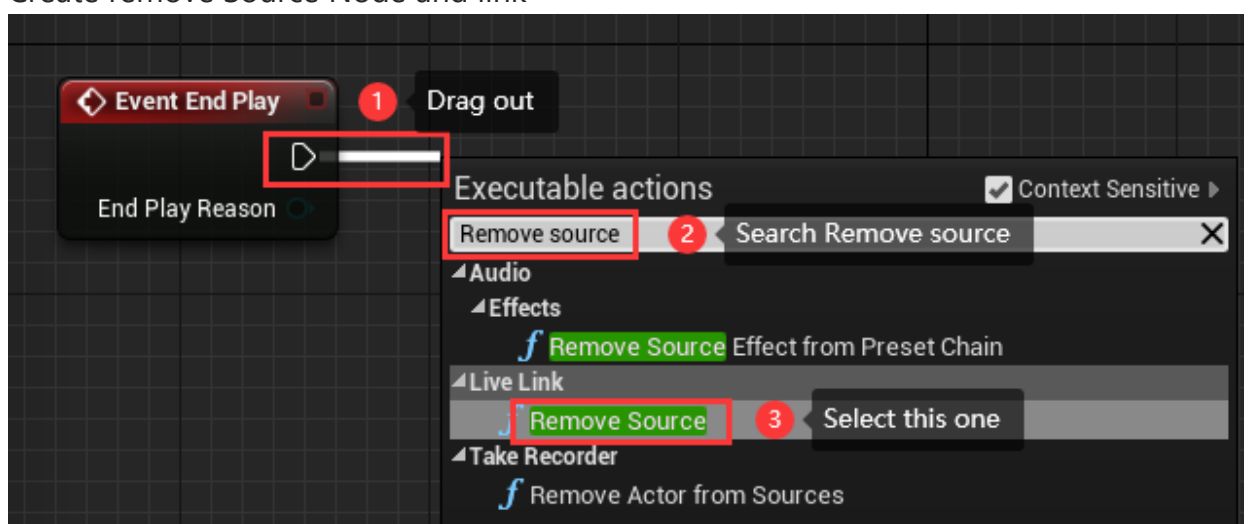 Create remove Source Node and link
Event End Play
1 Drag out
End Play Reason
Executable actions
Context Sensitive
Remove source
2 Search Remove source
Audio
Effects
f Remove Source Effect from Preset Chain
Live Link
f Remove Source
3 Select this one
Take Recorder
f Remove Actor from Sources